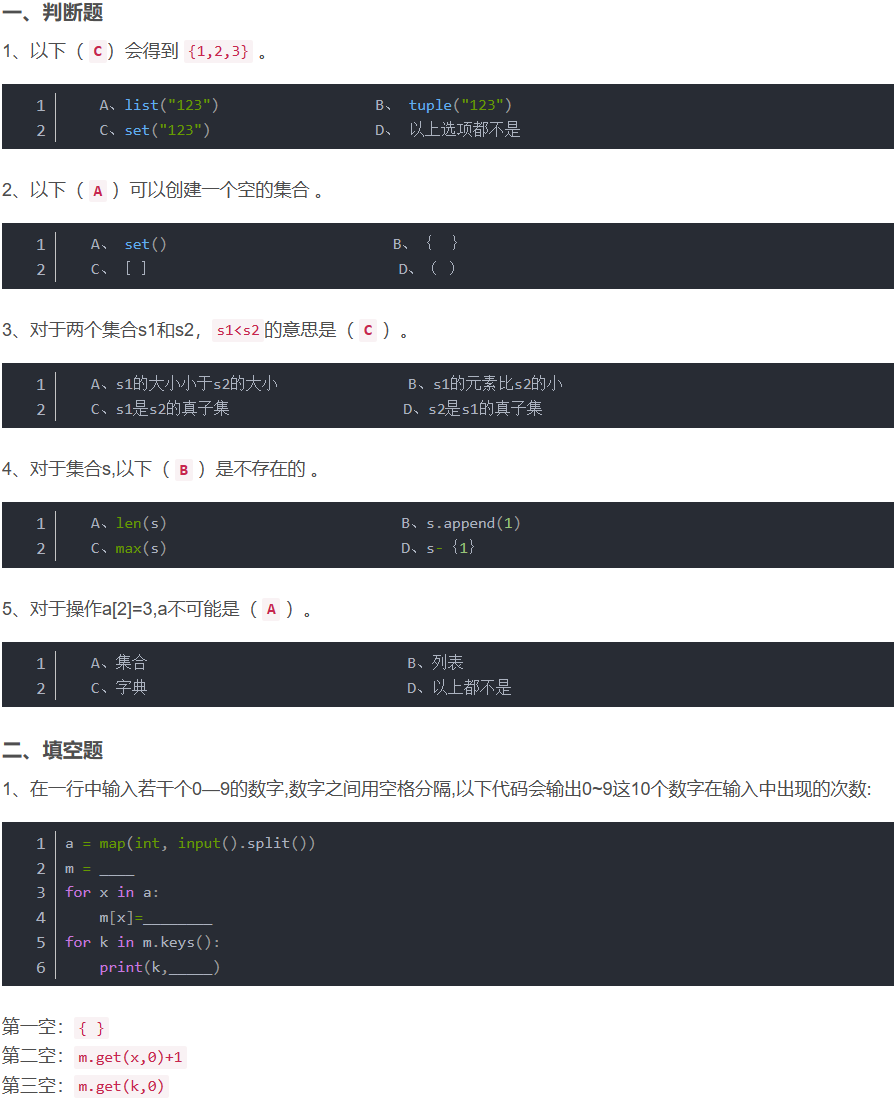 一、判断题
1、以下（ C ）会得到 {1,2,3} 。
1 A、list("123") B、 tuple("123")
2 C、set("123") D、 以上选项都不是
2、以下（ A ）可以创建一个空的集合 。
1 A、 set() B、｛ ｝
2 C、［ ］ D、（ ）
3、对于两个集合s1和s2， s1<s2 的意思是（ C ）。
1 A、s1的大小小于s2的大小 B、s1的元素比s2的小
2 C、s1是s2的真子集 D、s2是s1的真子集
4、对于集合s,以下（ B ）是不存在的 。
1 A、len(s) B、s.append(1)
2 C、max(s) D、s-｛1｝
5、对于操作a[2]=3,a不可能是（ A ）。
1 A、集合 B、列表
2 C、字典 D、以上都不是
二、填空题
1、在一行中输入若干个0—9的数字,数字之间用空格分隔,以下代码会输出0~9这10个数字在输入中出现的次数:
1 a = map(int, input().split())
2 m = ____
3 for x in a:
4 m[x]=________
5 for k in m.keys():
6 print(k,_____)
第一空： { }
第二空： m.get(x,0)+1
第三空： m.get(k,0)